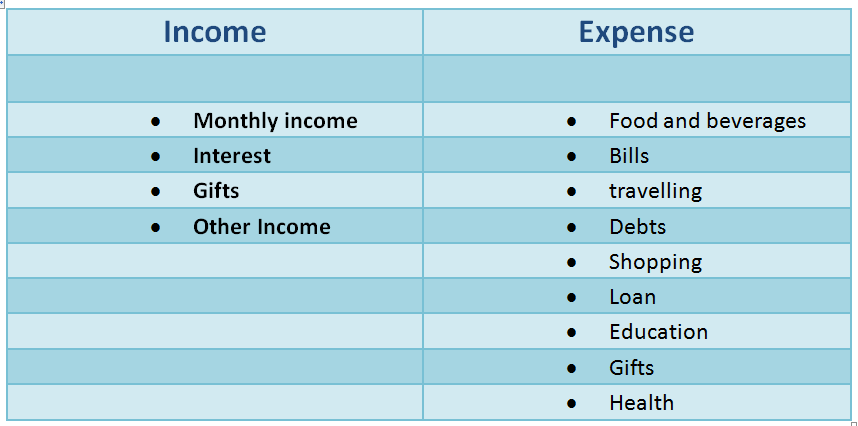 Income Expense
• Monthly income • Food and beverages
• Interest • Bills
• Gifts • travelling
• Other Income • Debts
• Shopping
• Loan
• Education
• Gifts
• Health